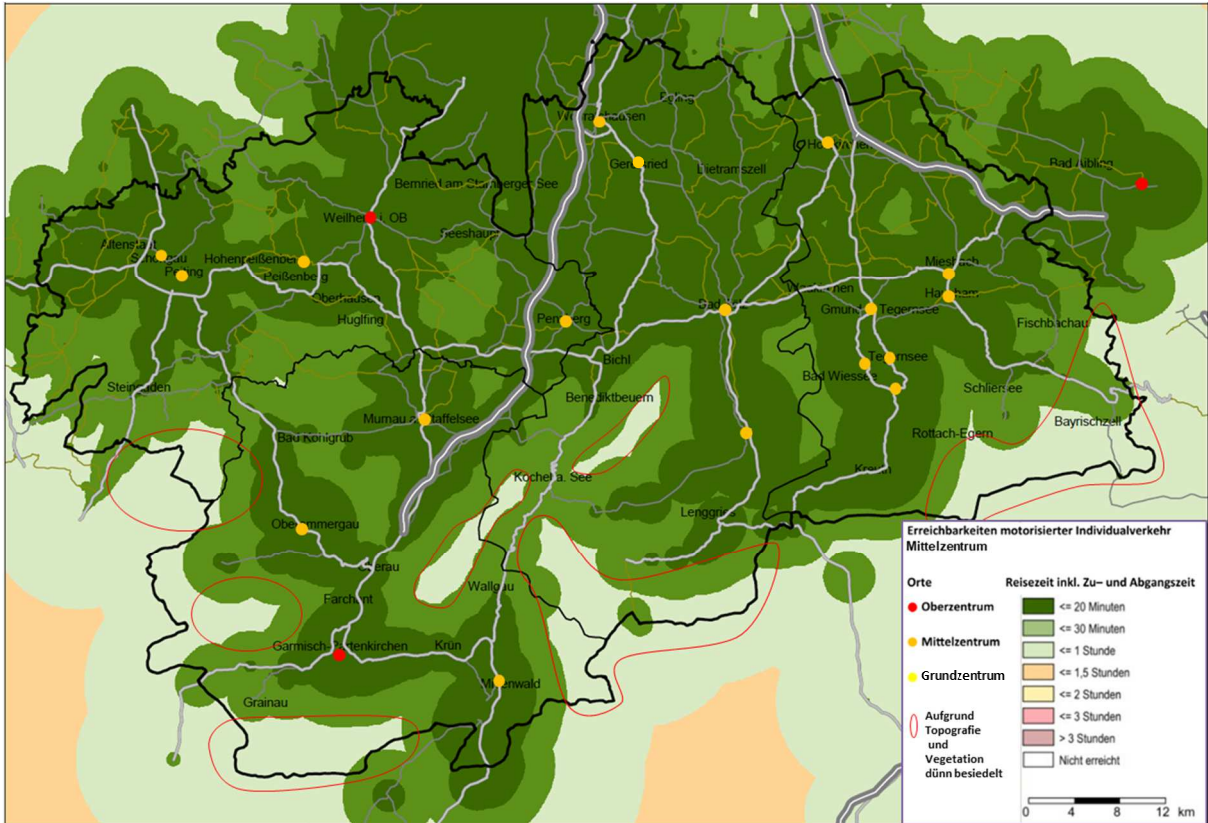 Egling
Wolfratshausen
Geretsried
Dietramszell
Holzkirchen
Bad Aibling
Bernried am Starnberger See
Weilheim i. OB
Seeshaupt
Altenstadt
Schongau
Peiting
Hohenpeißenberg
Peißenberg
Oberhausen
Huglfing
Penzberg
Bad Tölz
Miesbach
Hausham
Gmund a. Tegernsee
Fischbachau
Bichl
Tegernsee
Bad Wiessee
Schliersee
Steingaden
Benediktbeuern
Murnau a. Staffelsee
Bad Kohlgrub
Rottach-Egern
Bayrischzell
Kochel a. See
Kreuth
Lenggries
Oberammergau
Oberau
Wallgau
Farchant
Garmisch-Partenkirchen
Krün
Mittenwald
Grainau
Erreichbarkeiten motorisierter Individualverkehr
Mittelzentrum
Orte
Oberzentrum
Mittelzentrum
Grundzentrum
Aufgrund
Topografie
und
Vegetation
dünn besiedelt
Reisezeit inkl. Zu– und Abgangszeit
<= 20 Minuten
<= 30 Minuten
<= 1 Stunde
<= 1,5 Stunden
<= 2 Stunden
<= 3 Stunden
> 3 Stunden
Nicht erreicht
0 4 8 12 km